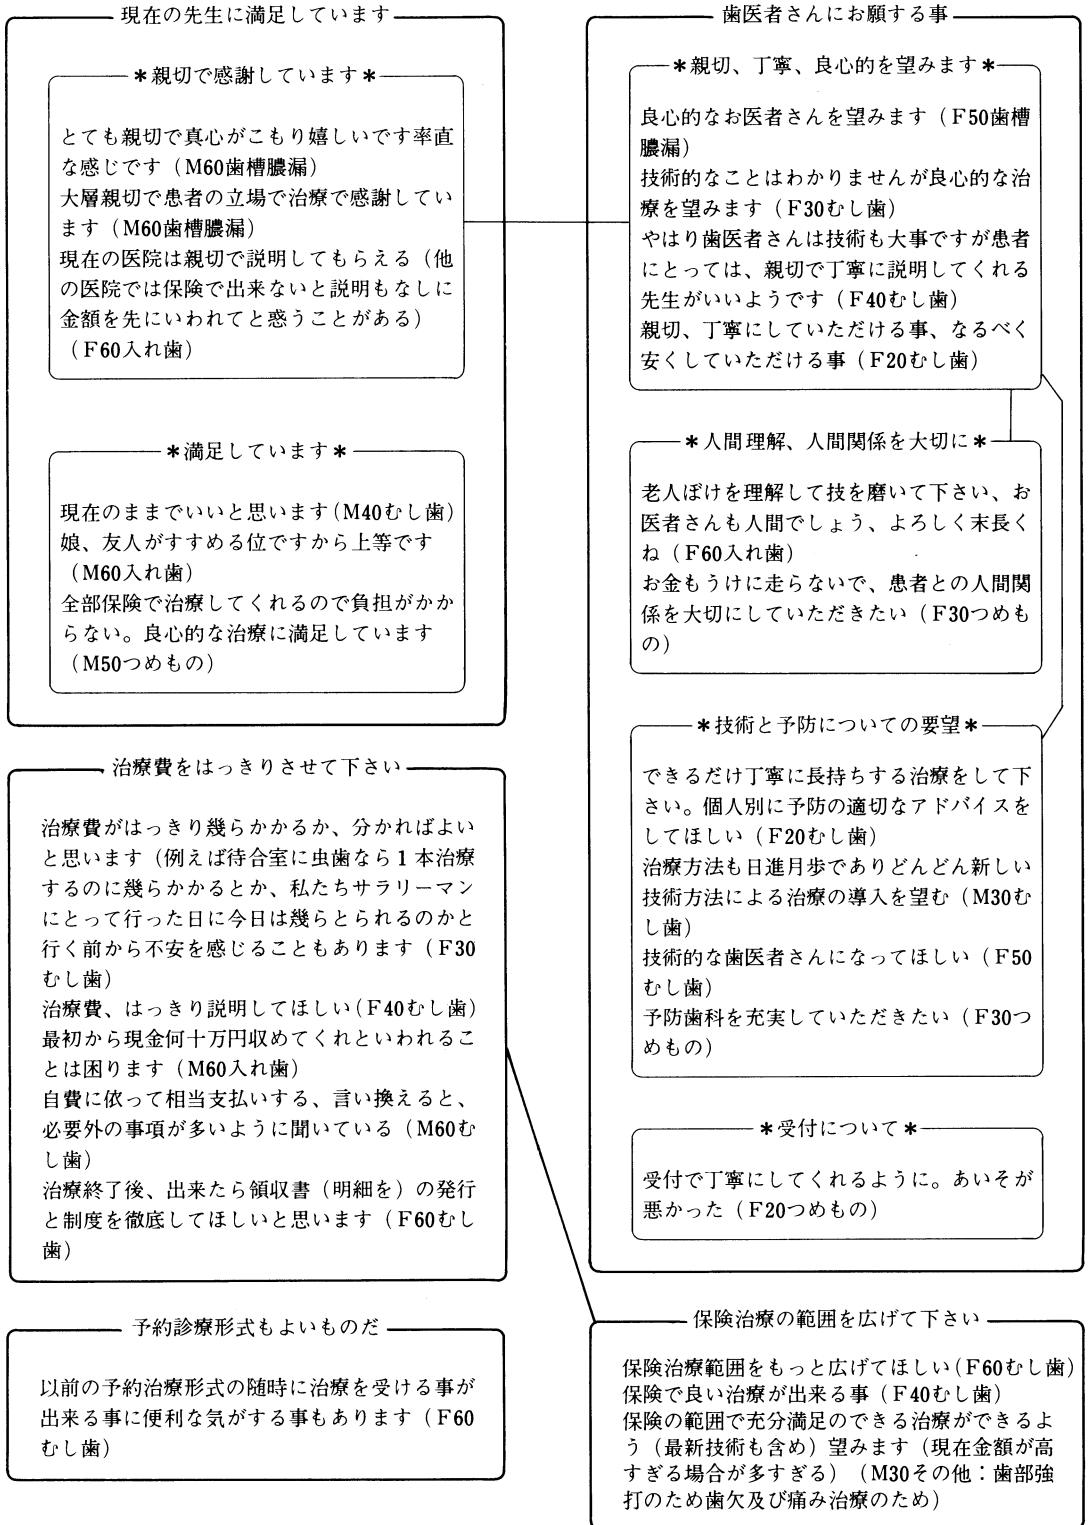 現在の先生に満足しています
＊親切で感謝しています＊
とても親切で真心がこもり嬉しいです率直
な感じです（M60歯槽膿漏）
大層親切で患者の立場で治療で感謝してい
ます（M60歯槽膿漏）
現在の医院は親切で説明してもらえる（他
の医院では保険で出来ないと説明もなしに
金額を先にいわれてと惑うことがある）
（F60入れ歯）
＊満足しています＊
現在のままでいいと思います（M40むし歯）
娘、友人がすすめる位ですから上等です
（M60入れ歯）
全部保険で治療してくれるので負担がかか
らない。良心的な治療に満足しています
（M50つめもの）
治療費をはっきりさせて下さい
治療費がはっきり幾らかかるか、分かればよい
と思います（例えば待合室に虫歯なら１本治療
するのに幾らかかるとか、私たちサラリーマン
にとって行った日に今日は幾らとられるのかと
行く前から不安を感じることもあります（F30
むし歯）
治療費、はっきり説明してほしい（F40むし歯）
最初から現金何十万円収めてくれといわれるこ
とは困ります（M60入れ歯）
自費に依って相当支払いする、言い換えると、
必要外の事項が多いように聞いている（M60む
し歯）
治療終了後、出来たら領収書（明細を）の発行
と制度を徹底してほしいと思います（F60むし
歯）
予約診療形式もよいものだ
以前の予約治療形式の随時に治療を受ける事が
出来る事に便利な気がする事もあります（F60
むし歯）
歯医者さんにお願する事
＊親切、丁寧、良心的を望みます＊
良心的なお医者さんを望みます（F50歯槽
膿漏）
技術的なことはわかりませんが良心的な治
療を望みます（F30むし歯）
やはり歯医者さんは技術も大事ですが患者
にとっては、親切で丁寧に説明してくれる
先生がいいようです（F40むし歯）
親切、丁寧にしていただける事、なるべく
安くしていただける事（F20むし歯）
＊人間理解、人間関係を大切に＊
老人ぼけを理解して技を磨いて下さい、お
医者さんも人間でしょう、よろしく末長く
ね（F60入れ歯）
お金もうけに走らないで、患者との人間関
係を大切にしていただきたい（F30つめも
の）
＊技術と予防についての要望＊
できるだけ丁寧に長持ちする治療をして下
さい。個人別に予防の適切なアドバイスを
してほしい（F20むし歯）
治療方法も日進月歩でありどんどん新しい
技術方法による治療の導入を望む（M30む
し歯）
技術的な歯医者さんになってほしい（F50
むし歯）
予防歯科を充実していただきたい（F30つ
めもの）
＊受付について＊
受付で丁寧にしてくれるように。あいそが
悪かった（F20つめもの）
保険治療の範囲を広げて下さい
保険治療範囲をもっと広げてほしい（F60むし歯）
保険で良い治療が出来る事（F40むし歯）
保険の範囲で充分満足のできる治療ができるよ
う（最新技術も含め）望みます（現在金額が高
すぎる場合が多すぎる）（M30その他：歯部強
打のため歯欠及び痛み治療のため）